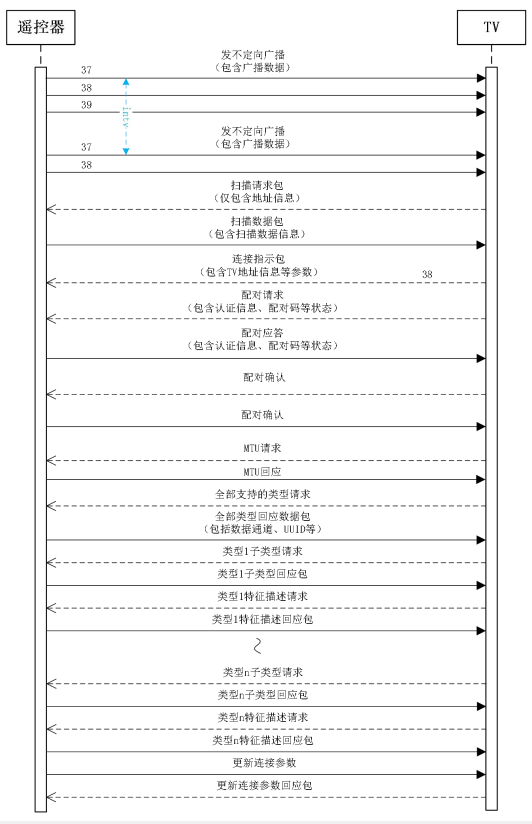 遥控器
TV
发不定向广播
(包含广播数据)
37
38
39
intv
发不定向广播
(包含广播数据)
37
38
扫描请求包
(仅包含地址信息)
扫描数据包
(包含扫描数据信息)
连接指示包
(包含TV地址信息等参数)
38
配对请求
(包含认证信息、配对码等状态)
配对应答
(包含认证信息、配对码等状态)
配对确认
配对确认
MTU请求
MTU回应
全部支持的类型请求
全部类型回应数据包
(包括数据通道、UUID等)
类型1子类型请求
类型1子类型回应包
类型1特征描述请求
类型1特征描述回应包
类型n子类型请求
类型n子类型回应包
类型n特征描述请求
类型n特征描述回应包
更新连接参数
更新连接参数回应包